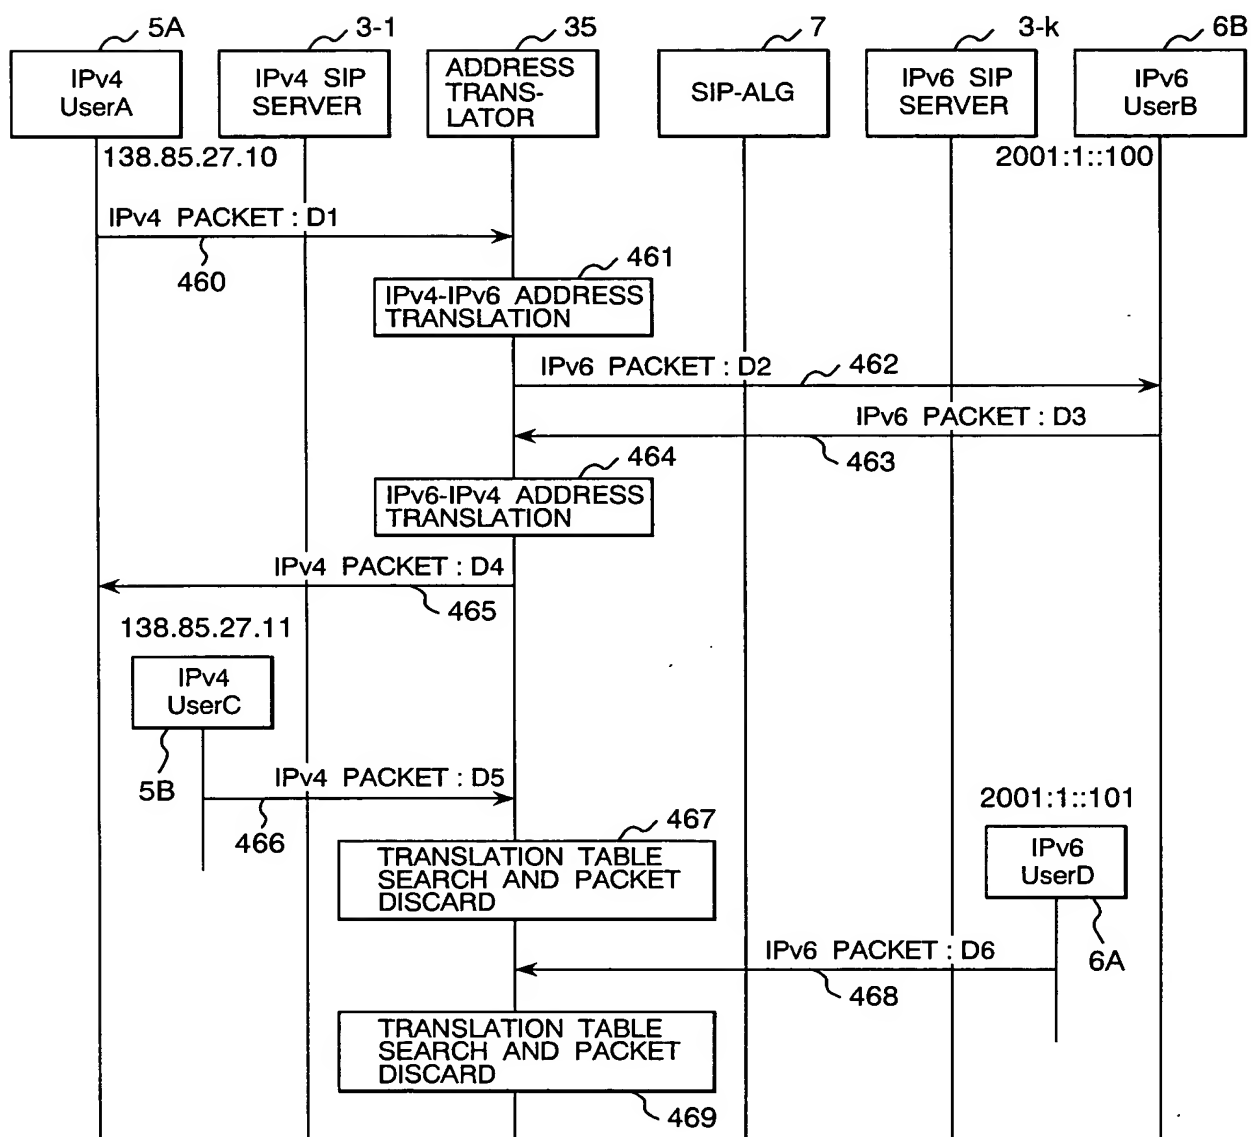 5A
3-1
35
7
3-k
6B
IPv4
UserA
IPv4 SIP
SERVER
ADDRESS
TRANS-
LATOR
SIP-ALG
IPv6 SIP
SERVER
IPv6
UserB
138.85.27.10
2001:1::100
IPv4 PACKET : D1
460
461
IPv4-IPv6 ADDRESS
TRANSLATION
IPv6 PACKET : D2
462
IPv6 PACKET : D3
463
464
IPv6-IPv4 ADDRESS
TRANSLATION
IPv4 PACKET : D4
465
138.85.27.11
IPv4
UserC
5B
IPv4 PACKET : D5
466
467
TRANSLATION TABLE
SEARCH AND PACKET
DISCARD
2001:1::101
IPv6
UserD
6A
IPv6 PACKET : D6
468
TRANSLATION TABLE
SEARCH AND PACKET
DISCARD
469